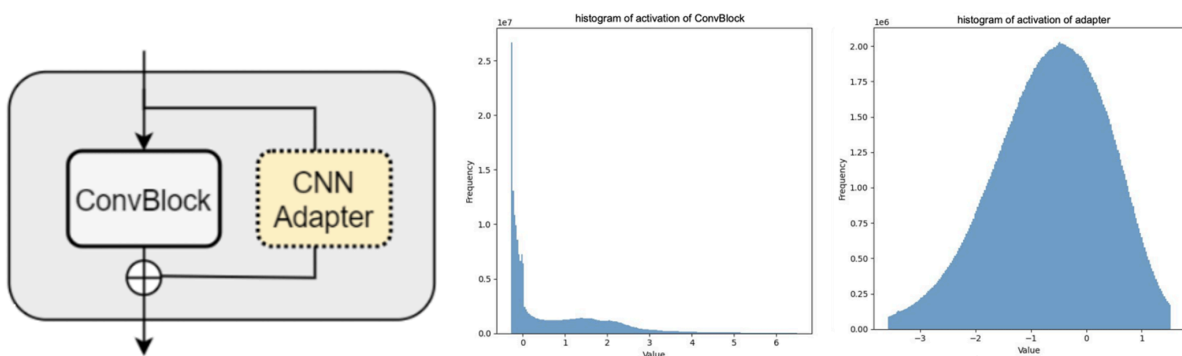 ConvBlock
CNN
Adapter
histogram of activation of ConvBlock
1e7
2.5
2.0
1.5
1.0
0.5
0.0
Frequency
0
1
2
3
4
5
6
Value
histogram of activation of adapter
1e6
2.00
1.75
1.50
1.25
1.00
0.75
0.50
0.25
0.00
Frequency
−3
−2
−1
0
1
Value